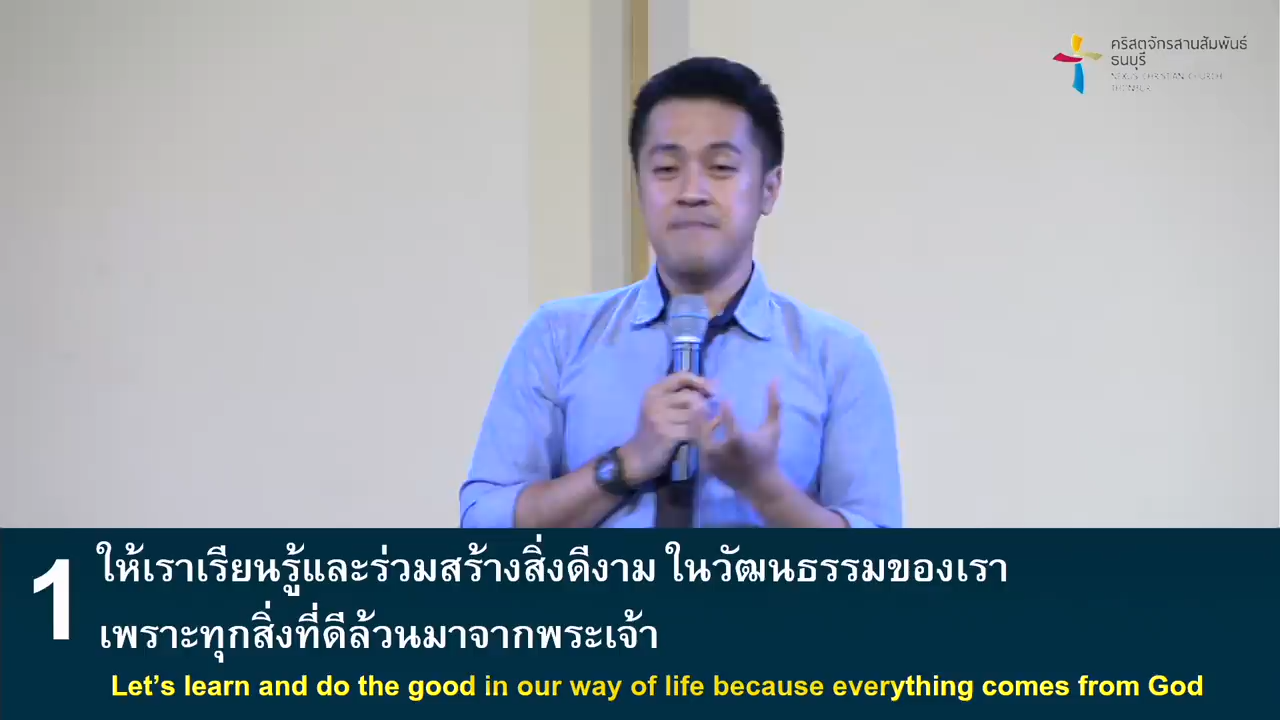 คริสตจักรสานสัมพันธ์
ธนบุรี
NEXUS CHRISTIAN CHURCH
THONBURI
1
ให้เราเรียนรู้และร่วมสร้างสิ่งดีงาม ในวัฒนธรรมของเรา
เพราะทุกสิ่งที่ดีล้วนมาจากพระเจ้า
Let’s learn and do the good in our way of life because everything comes from God